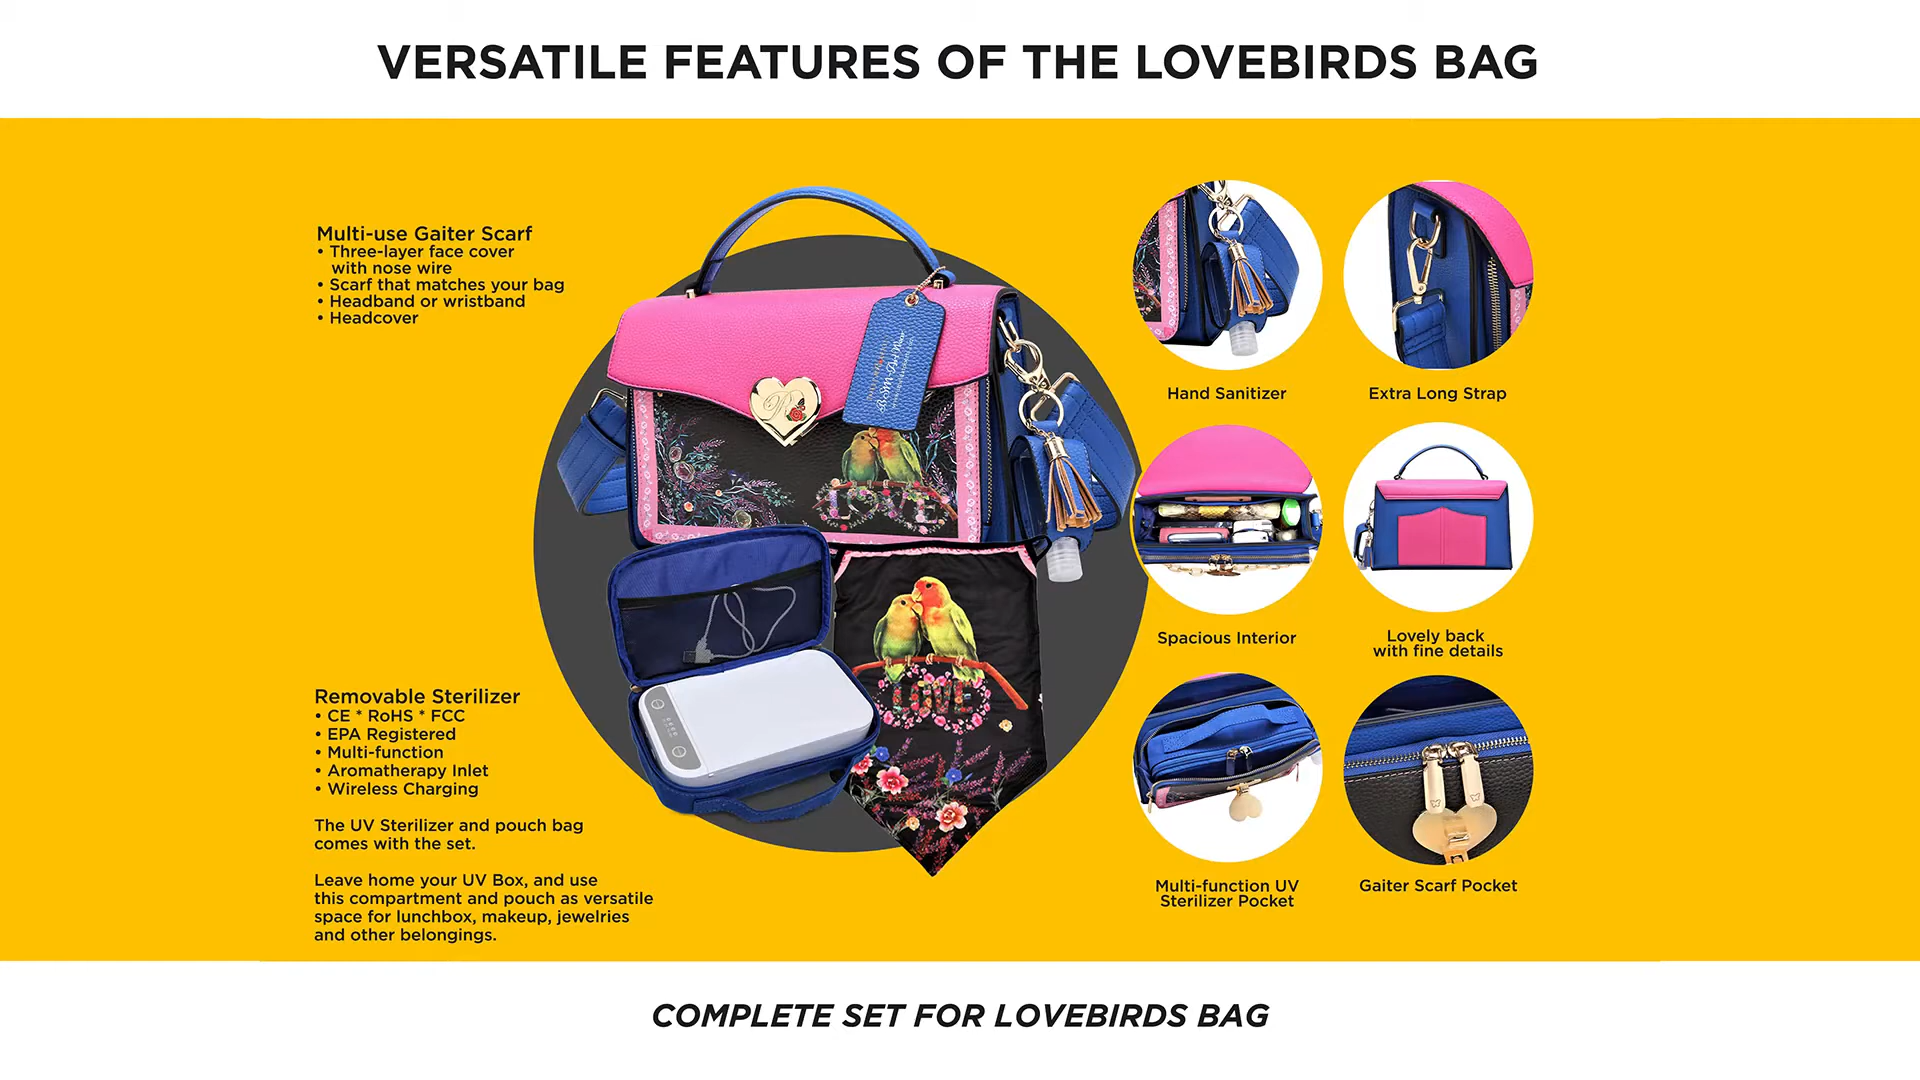 VERSATILE FEATURES OF THE LOVEBIRDS BAG
Multi-use Gaiter Scarf
• Three-layer face cover
with nose wire
• Scarf that matches your bag
• Headband or wristband
• Headcover
LOVE
LOVE
Removable Sterilizer
• CE * RoHS * FCC
• EPA Registered
• Multi-function
• Aromatherapy Inlet
• Wireless Charging
The UV Sterilizer and pouch bag
comes with the set.
Leave home your UV Box, and use
this compartment and pouch as versatile
space for lunchbox, makeup, jewelries
and other belongings.
Hand Sanitizer
Extra Long Strap
Spacious Interior
Lovely back
with fine details
Multi-function UV
Sterilizer Pocket
Gaiter Scarf Pocket
COMPLETE SET FOR LOVEBIRDS BAG